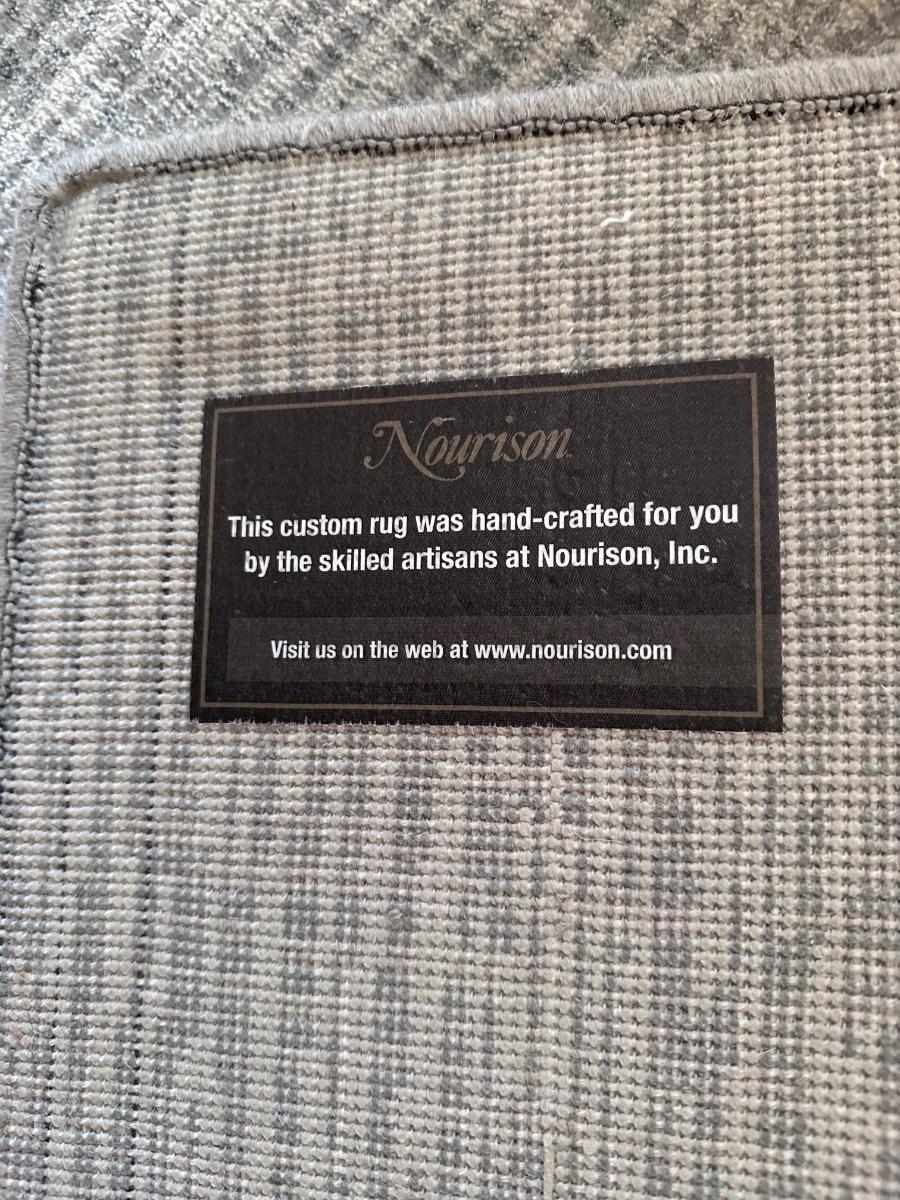 Nourison
This custom rug was hand-crafted for you
by the skilled artisans at Nourison, Inc.
Visit us on the web at www.nourison.com